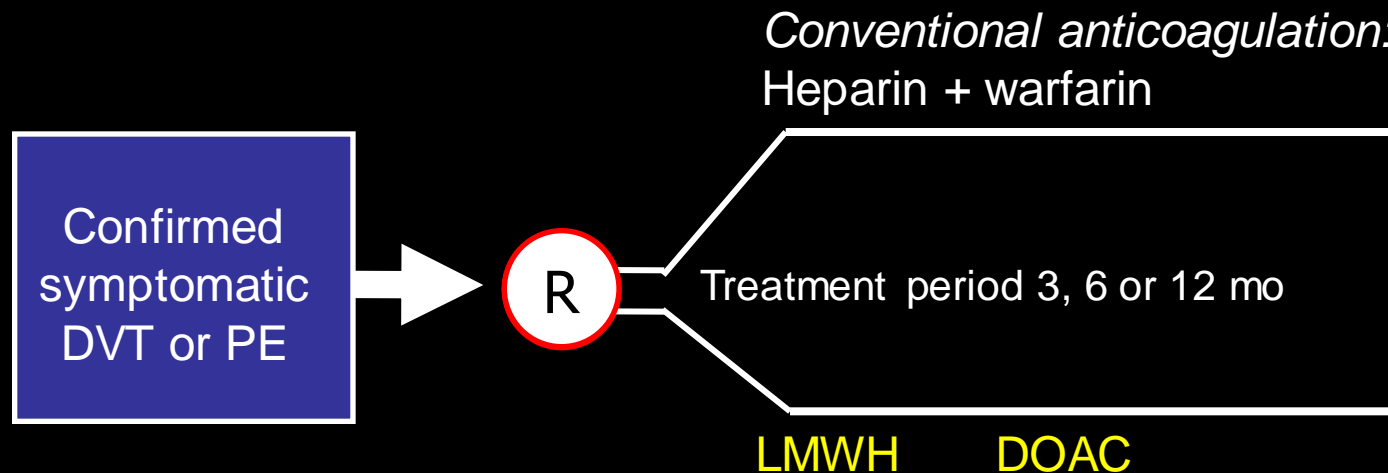 Conventional anticoagulation:
Heparin + warfarin
Confirmed
symptomatic
DVT or PE
R
Treatment period 3, 6 or 12 mo
LMWH DOAC